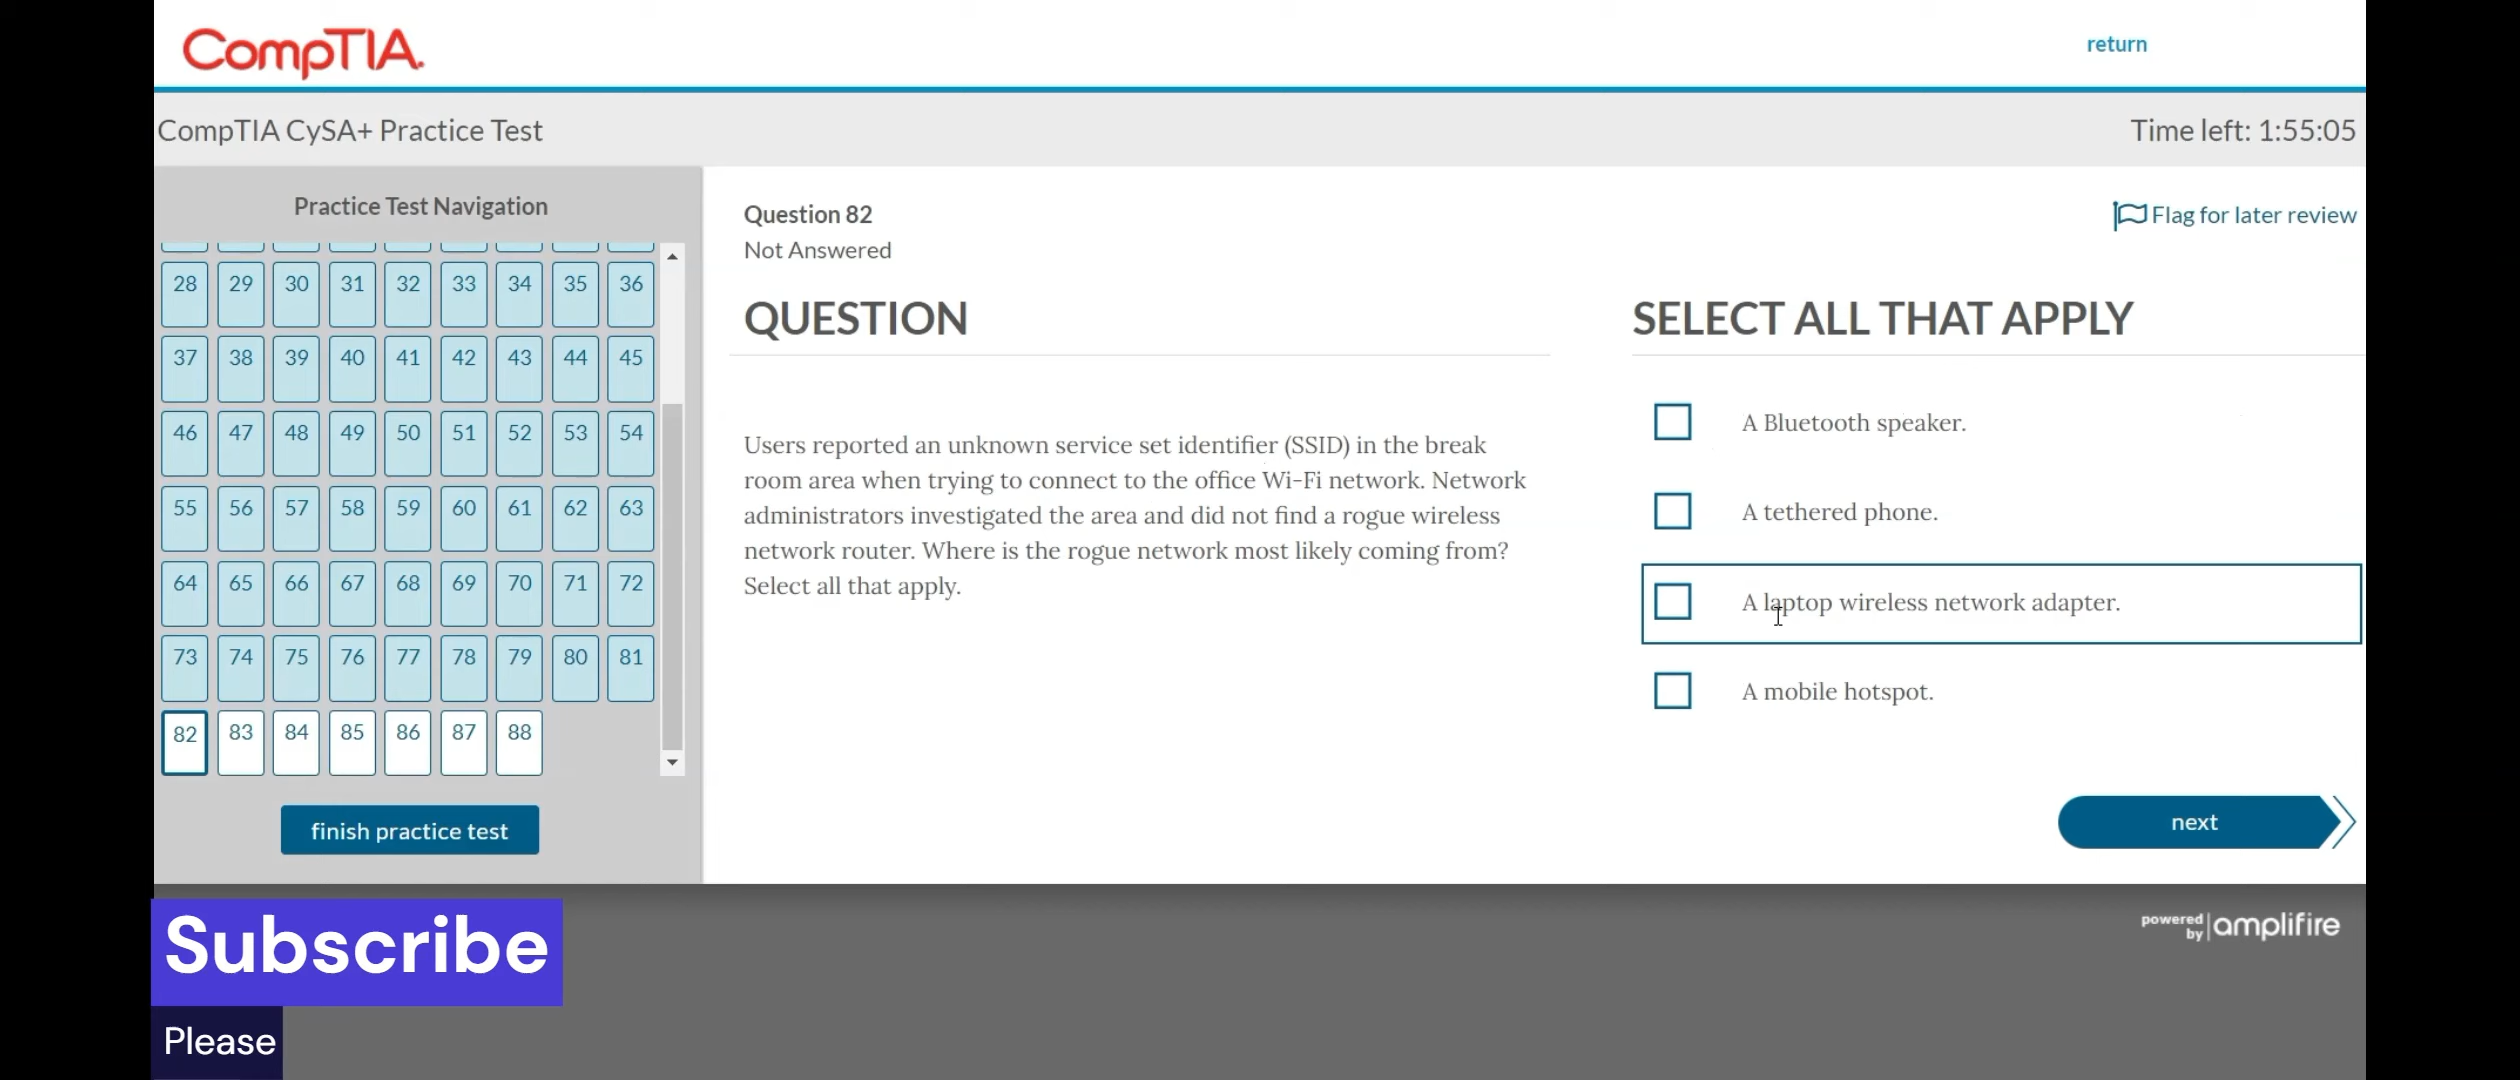 CompTIA.
return
CompTIA CySA+ Practice Test
Time left: 1:55:05
Practice Test Navigation
28 29 30 31 32 33 34 35 36
37 38 39 40 41 42 43 44 45
46 47 48 49 50 51 52 53 54
55 56 57 58 59 60 61 62 63
64 65 66 67 68 69 70 71 72
73 74 75 76 77 78 79 80 81
82 83 84 85 86 87 88
finish practice test
Question 82
Not Answered
Flag for later review
QUESTION
Users reported an unknown service set identifier (SSID) in the break
room area when trying to connect to the office Wi-Fi network. Network
administrators investigated the area and did not find a rogue wireless
network router. Where is the rogue network most likely coming from?
Select all that apply.
SELECT ALL THAT APPLY
A Bluetooth speaker.
A tethered phone.
A laptop wireless network adapter.
A mobile hotspot.
next
powered
by
amplifire
Subscribe
Please